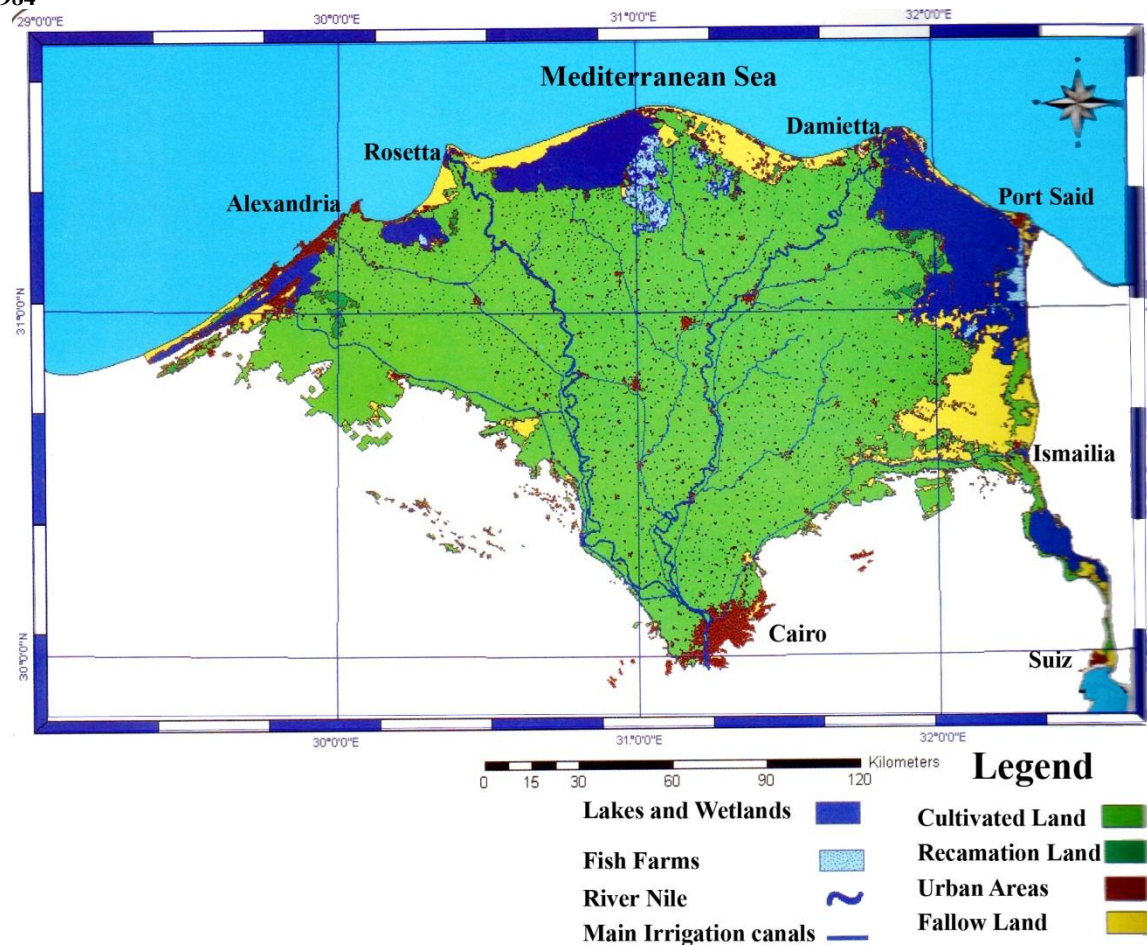 984
29°0'0"E
30°0'0"E
31°0'0"E
32°0'0"E
Mediterranean Sea
Damietta
Rosetta
Port Said
Alexandria
31°0'0"N
Ismailia
Cairo
30°0'0"N
Suiz
30°0'0"E
31°0'0"E
32°0'0"E
Kilometers
0 15 30 60 90 120
Legend
Lakes and Wetlands
Fish Farms
River Nile
Main Irrigation canals
Cultivated Land
Recamation Land
Urban Areas
Fallow Land